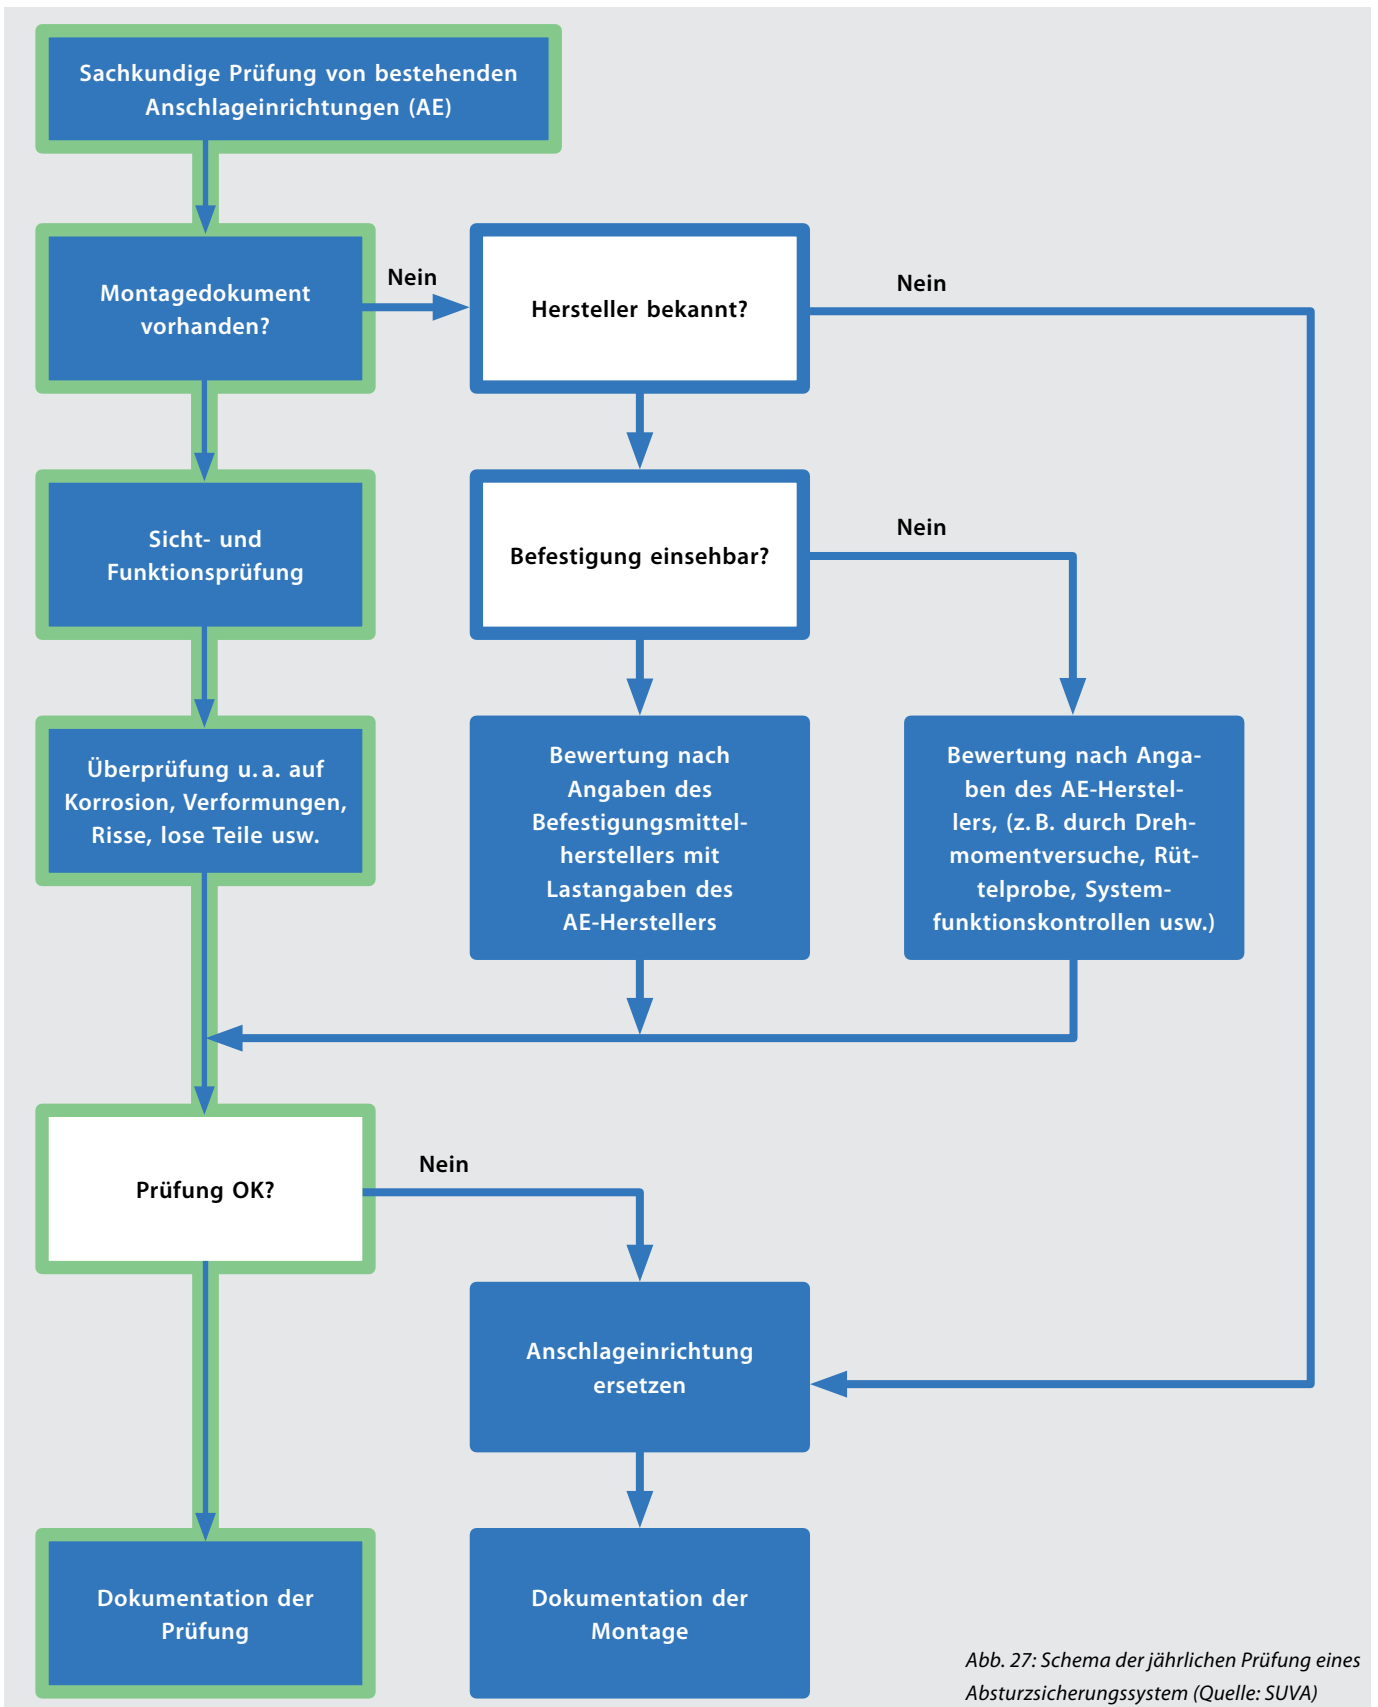 Sachkundige Prüfung von bestehenden
Anschlageinrichtungen (AE)
Montagedokument
vorhanden?
Nein
Hersteller bekannt?
Nein
Sicht- und
Funktionsprüfung
Befestigung einsehbar?
Nein
Überprüfung u. a. auf
Korrosion, Verformungen,
Risse, lose Teile usw.
Bewertung nach
Angaben des
Befestigungsmittel-
herstellers mit
Lastangaben des
AE-Herstellers
Bewertung nach Anga-
ben des AE-Herstel-
lers, (z. B. durch Dreh-
momentversuche, Rüt-
telprobe, System-
funktionskontrollen usw.)
Prüfung OK?
Nein
Anschlageinrichtung
ersetzen
Dokumentation der
Prüfung
Dokumentation der
Montage
Abb. 27: Schema der jährlichen Prüfung eines
Absturzsicherungssystem (Quelle: SUVA)